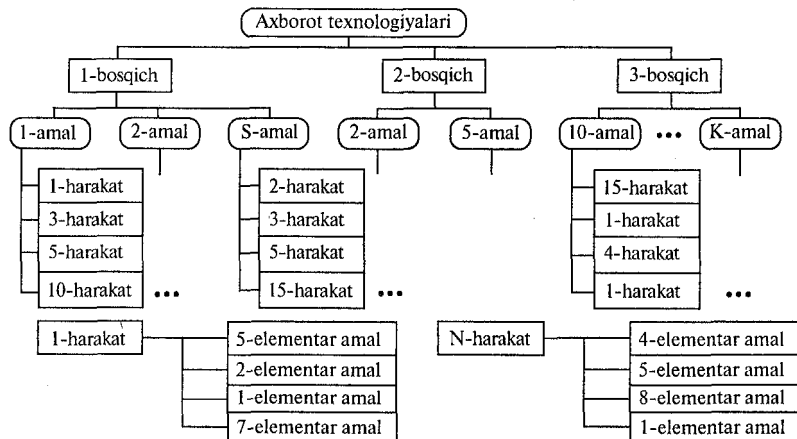 Axborot texnologiyalari
1-bosqich 2-bosqich 3-bosqich
1-amal 2-amal S-amal 2-amal 5-amal 10-amal ••• K-amal
1-harakat 2-harakat 15-harakat
3-harakat 3-harakat 1-harakat
5-harakat 5-harakat 4-harakat
10-harakat ••• 15-harakat ••• 1-harakat •••
1-harakat 5-elementar amal N-harakat 4-elementar amal
2-elementar amal 5-elementar amal
1-elementar amal 8-elementar amal
7-elementar amal 1-elementar amal